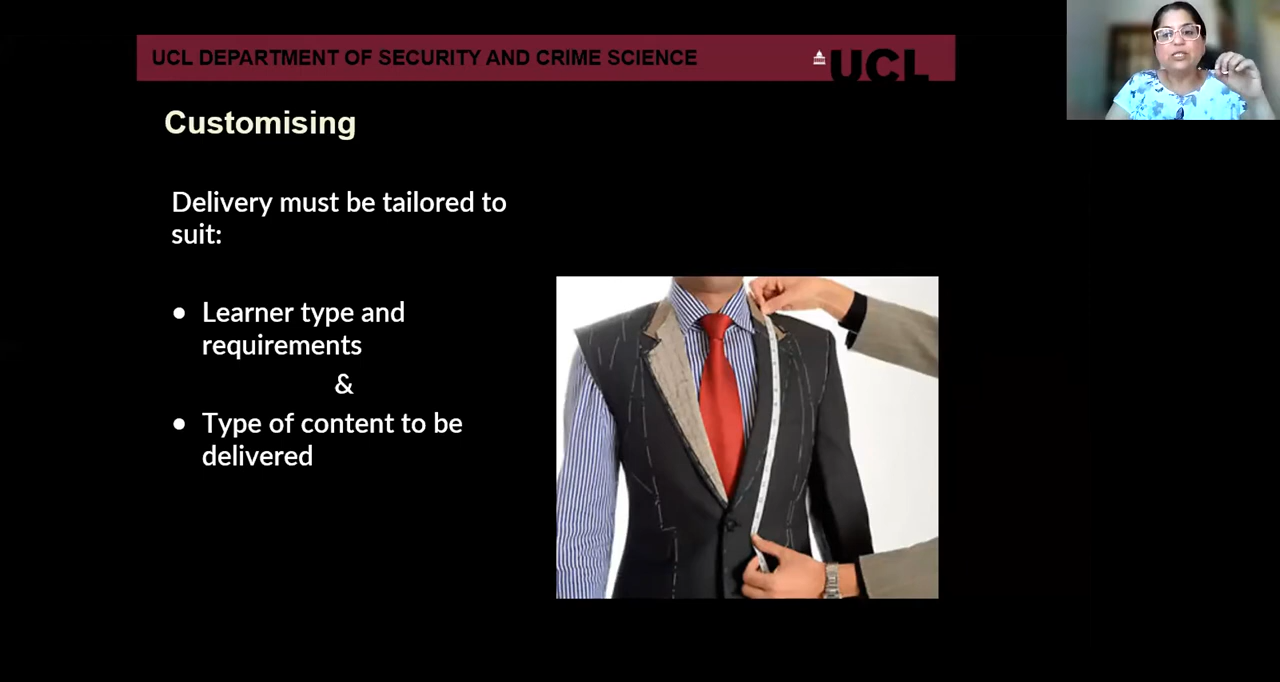 UCL DEPARTMENT OF SECURITY AND CRIME SCIENCE
UCL
Customising
Delivery must be tailored to
suit:
• Learner type and
requirements
&
• Type of content to be
delivered